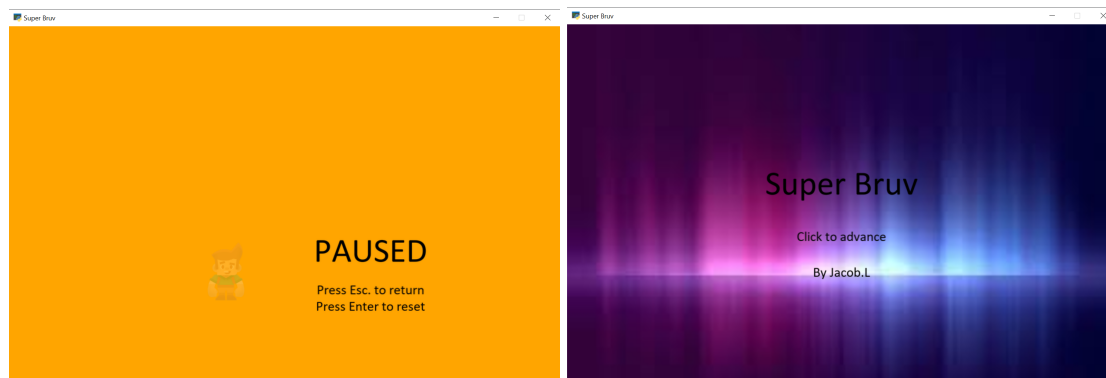 Super Bruv
PAUSED
Press Esc. to return
Press Enter to reset
Super Bruv
Super Bruv
Click to advance
By Jacob.L